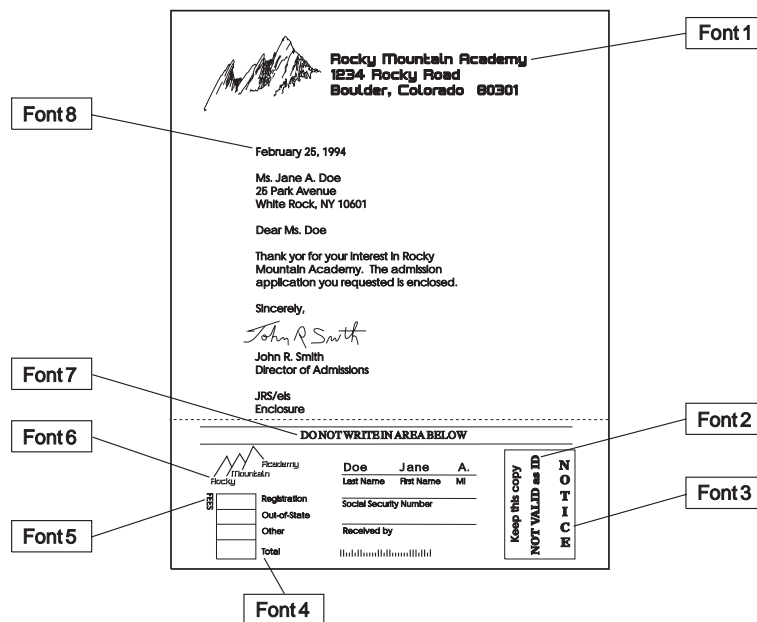 Font 1
Rocky Mountain Academy
1234 Rocky Road
Boulder, Colorado 80301
Font 8
February 25, 1994
Ms. Jane A. Doe
25 Park Avenue
White Rock, NY 10601
Dear Ms. Doe
Thank yor for your interest in Rocky
Mountain Academy. The admission
application you requested is enclosed.
Sincerely,
John R Smith
John R. Smith
Director of Admissions
Font 7
JRS/els
Enclosure
Font 2
DO NOT WRITE IN AREA BELOW
Font 6
Rocky
Mountain
Academy
Doe Jane A.
Last Name First Name MI
Keep this copy
NOT VALID as ID
NOTICE
Font 3
FEES
Registration
Social Security Number
Out-of-State
Font 5
Other
Received by
Total
Font 4